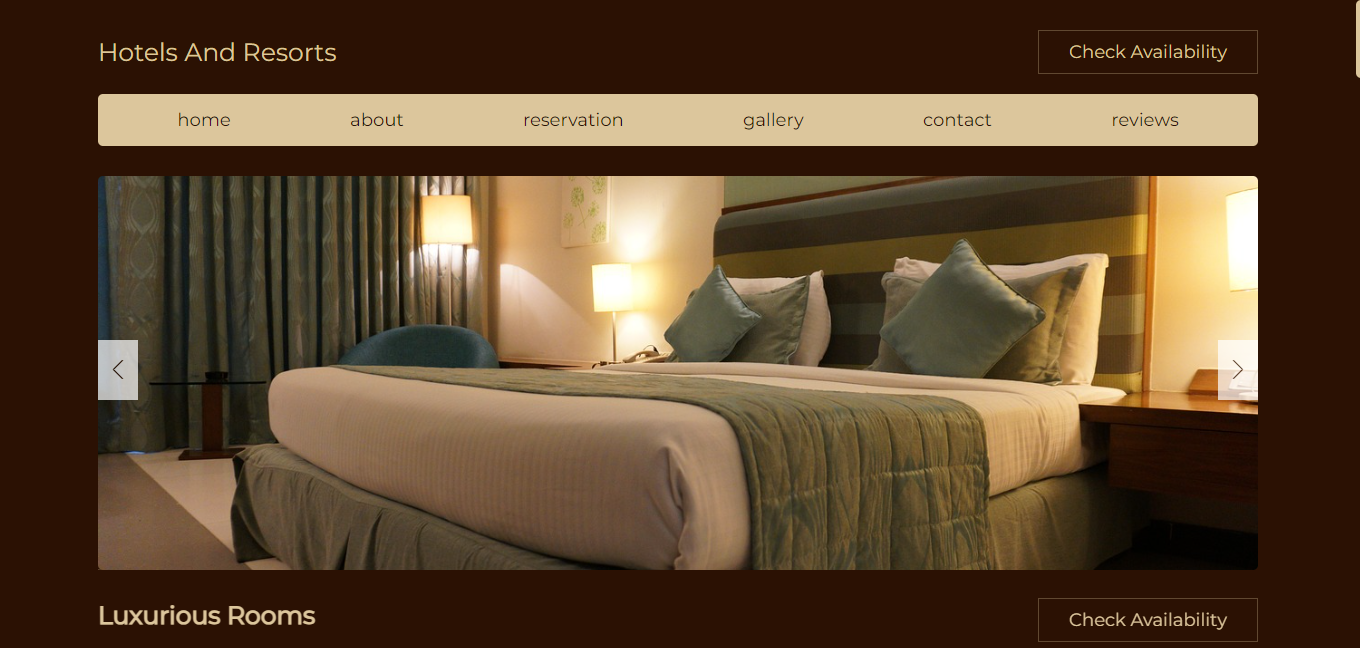 Hotels And Resorts
Check Availability
home about reservation gallery contact reviews
Luxurious Rooms
Check Availability